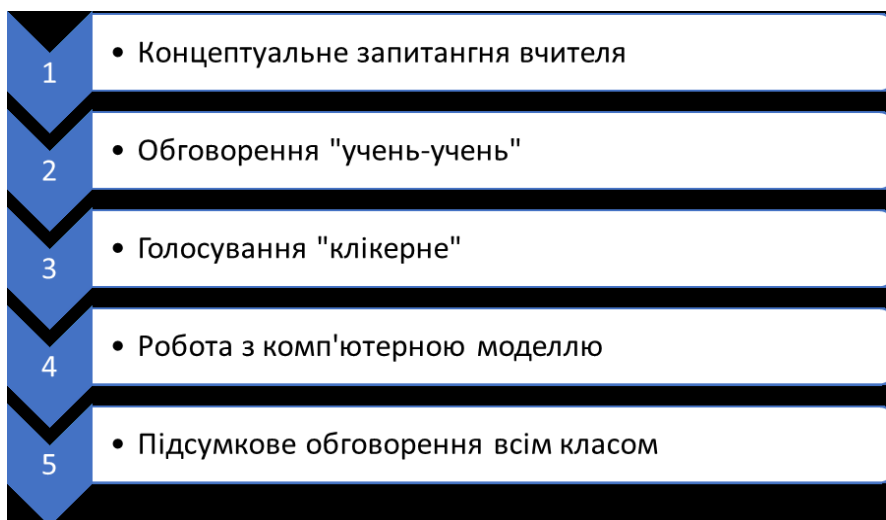 1
• Концептуальне запитангня вчителя
2
• Обговорення "учень-учень"
3
• Голосування "клікерне"
4
• Робота з комп'ютерною моделлю
5
• Підсумкове обговорення всім класом